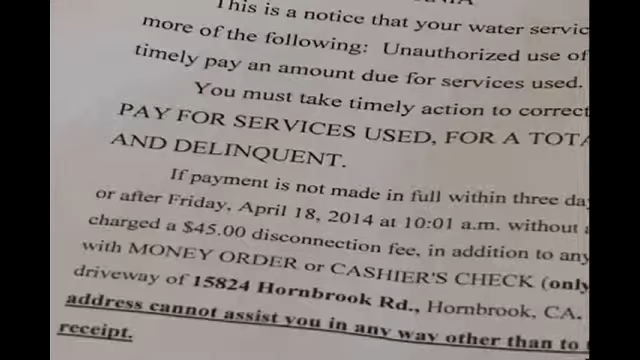 This is a notice that your water servic
more of the following: Unauthorized use of
timely pay an amount due for services used.
You must take timely action to correct
PAY FOR SERVICES USED, FOR A TOTA
AND DELINQUENT.
If payment is not made in full within three da
or after Friday, April 18, 2014 at 10:01 a.m. without a
charged a $45.00 disconnection fee, in addition to any
with MONEY ORDER or CASHIER'S CHECK (only
driveway of 15824 Hornbrook Rd., Hornbrook, CA.
address cannot assist you in any way other than to
receipt.